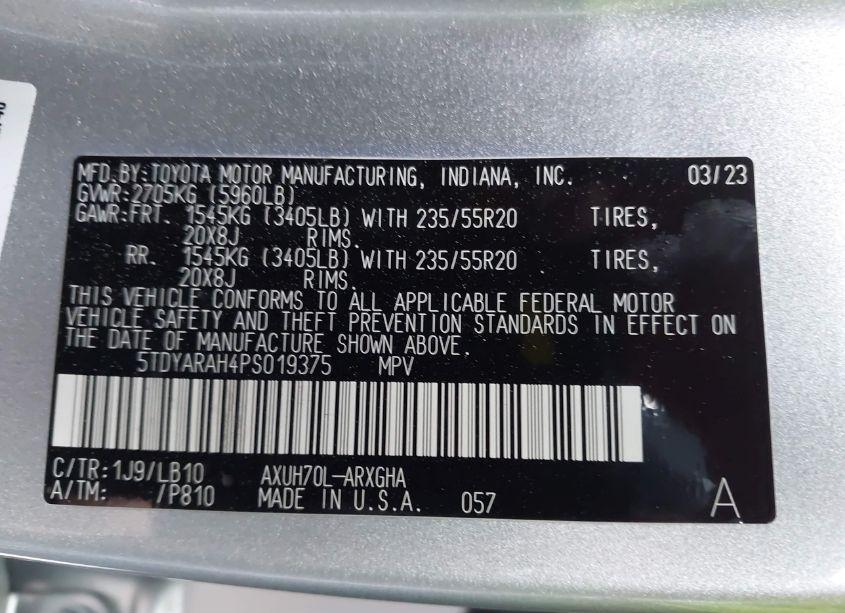 MFD.BY:TOYOTA MOTOR MANUFACTURING, INDIANA, INC. 03/23
GVWR:2705KG (5960LB)
GAWR:FRT. 1545KG (3405LB) WITH 235/55R20 TIRES,
20X8J RIMS.
RR. 1545KG (3405LB) WITH 235/55R20 TIRES,
20X8J RIMS.
THIS VEHICLE CONFORMS TO ALL APPLICABLE FEDERAL MOTOR
VEHICLE SAFETY AND THEFT PREVENTION STANDARDS IN EFFECT ON
THE DATE OF MANUFACTURE SHOWN ABOVE.
5TDYARAH4PS019375 MPV
C/TR:1J9/LB10 AXUH70L-ARXGHA
A/TM: /P810 MADE IN U.S.A. 057 A